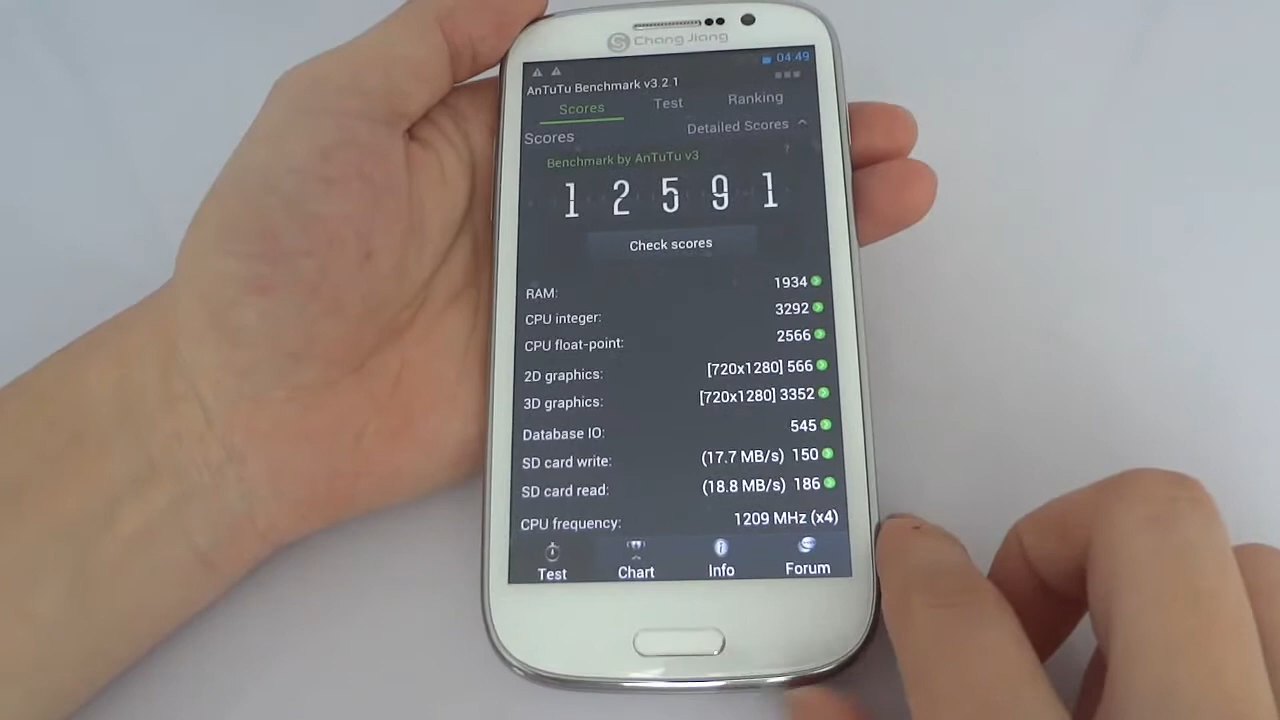 ChangJiang
04:49
AnTuTu Benchmark v3.2.1
Scores Test Ranking
Scores Detailed Scores
Benchmark by AnTuTu v3 ?
12591
Check scores
RAM: 1934
CPU integer: 3292
CPU float-point: 2566
2D graphics: [720x1280] 566
3D graphics: [720x1280] 3352
Database IO: 545
SD card write: (17.7 MB/s) 150
SD card read: (18.8 MB/s) 186
CPU frequency: 1209 MHz (x4)
Test Chart Info Forum